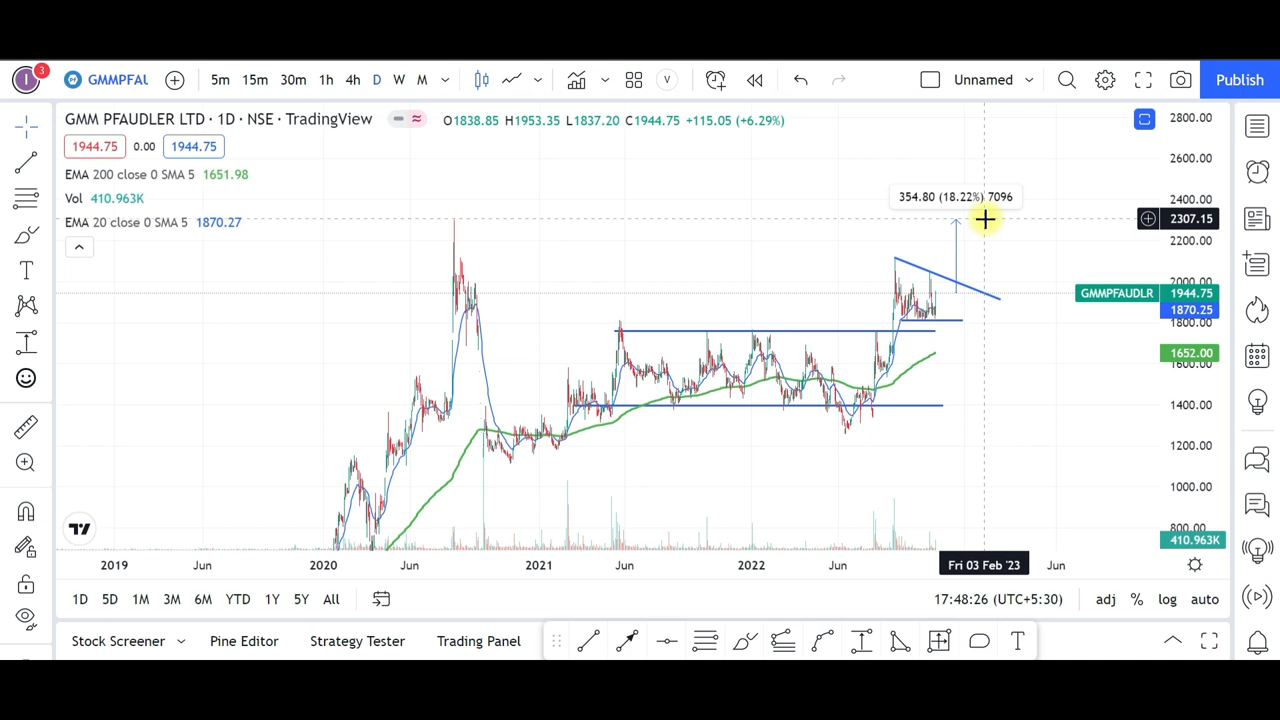 I 3 GMMPFAL 5m 15m 30m 1h 4h D W M V Unnamed Publish
GMM PFAUDLER LTD · 1D · NSE · TradingView O1838.85 H1953.35 L1837.20 C1944.75 +115.05 (+6.29%)
1944.75 0.00 1944.75
EMA 200 close 0 SMA 5 1651.98
Vol 410.963K
EMA 20 close 0 SMA 5 1870.27
354.80 (18.22%) 7096
2800.00
2600.00
2400.00
2307.15
2200.00
2000.00
GMMPFAUDLR 1944.75
1870.25
1800.00
1652.00
1600.00
1400.00
1200.00
1000.00
800.00
410.963K
2019 Jun 2020 Jun 2021 Jun 2022 Jun Fri 03 Feb '23 Jun
1D 5D 1M 3M 6M YTD 1Y 5Y All 17:48:26 (UTC+5:30) adj % log auto
Stock Screener Pine Editor Strategy Tester Trading Panel